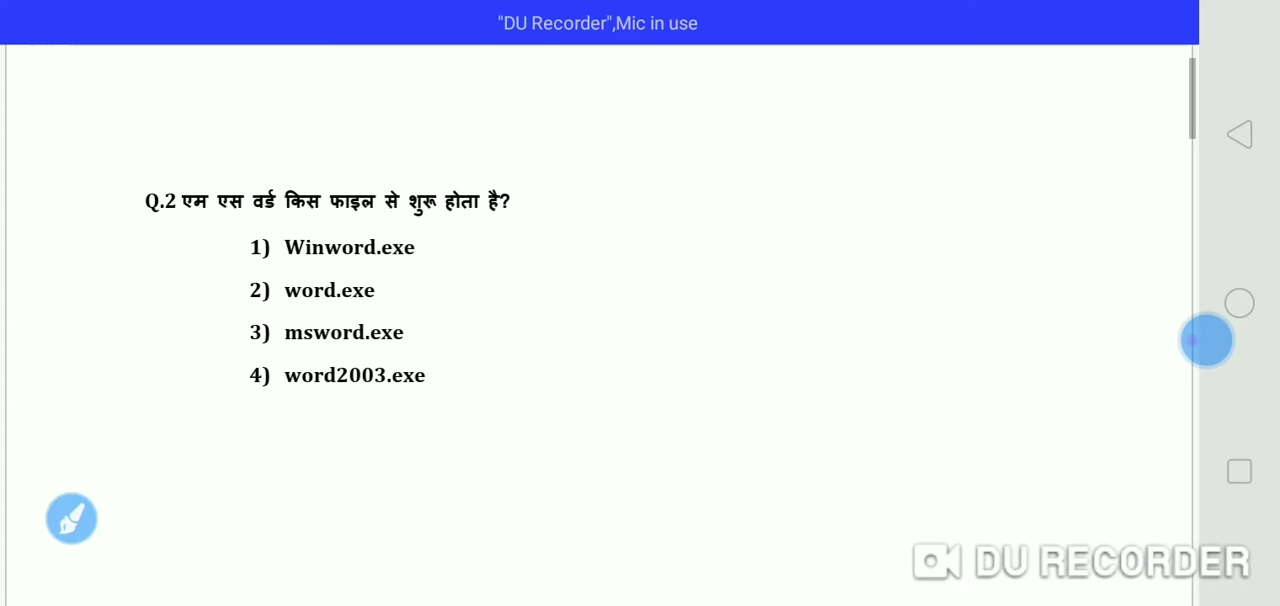 "DU Recorder",Mic in use
Q.2 एम एस वर्ड किस फाइल से शुरू होता है?
1) Winword.exe
2) word.exe
3) msword.exe
4) word2003.exe
DU RECORDER